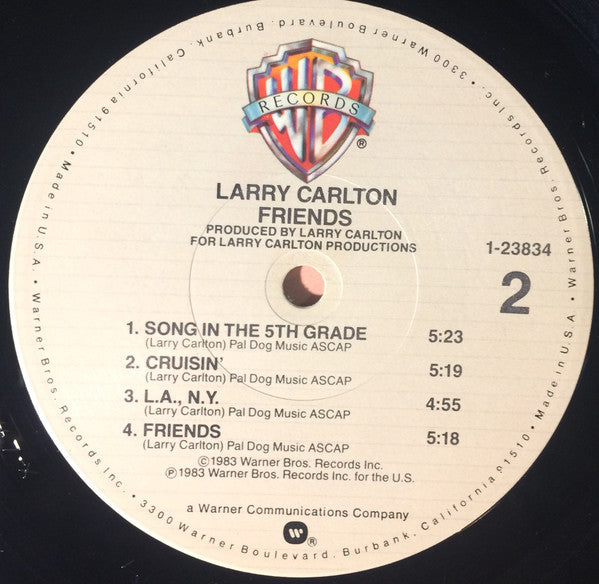 Warner Bros. Records Inc. • 3300 Warner Boulevard. Burbank, California 91510 • Made in U.S.A. • Warner Bros. Records Inc. • 3300 Warner Boulevard. Burbank, California 91510 • Made in U.S.A. •
WB
RECORDS
®
LARRY CARLTON
FRIENDS
PRODUCED BY LARRY CARLTON
FOR LARRY CARLTON PRODUCTIONS
1-23834
2
1. SONG IN THE 5TH GRADE 5:23
(Larry Carlton) Pal Dog Music ASCAP
2. CRUISIN' 5:19
(Larry Carlton) Pal Dog Music ASCAP
3. L.A., N.Y. 4:55
(Larry Carlton) Pal Dog Music ASCAP
4. FRIENDS 5:18
(Larry Carlton) Pal Dog Music ASCAP
©1983 Warner Bros. Records Inc.
℗1983 Warner Bros. Records Inc. for the U.S.
a Warner Communications Company
W®